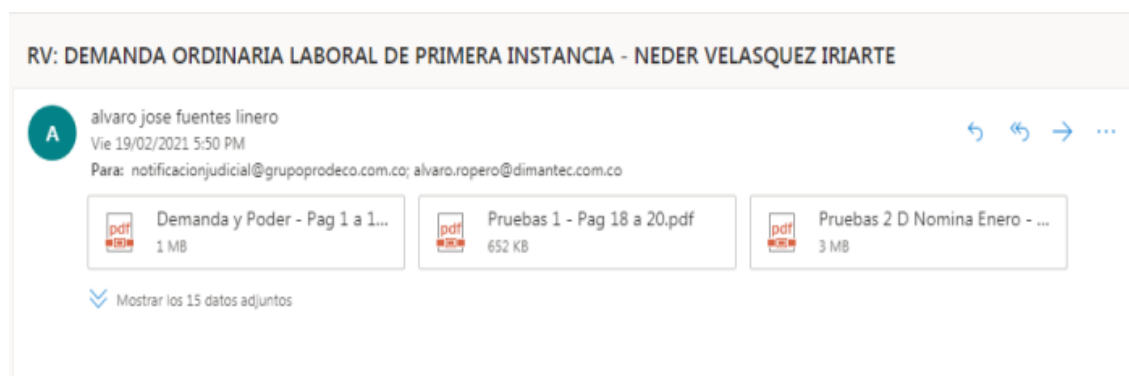 RV: DEMANDA ORDINARIA LABORAL DE PRIMERA INSTANCIA - NEDER VELASQUEZ IRIARTE
A
alvaro jose fuentes linero
Vie 19/02/2021 5:50 PM
Para: notificacionjudicial@grupoprodeco.com.co; alvaro.ropero@dimantec.com.co
pdf
Demanda y Poder - Pag 1 a 1...
1 MB
pdf
Pruebas 1 - Pag 18 a 20.pdf
652 KB
pdf
Pruebas 2 D Nomina Enero - ...
3 MB
Mostrar los 15 datos adjuntos